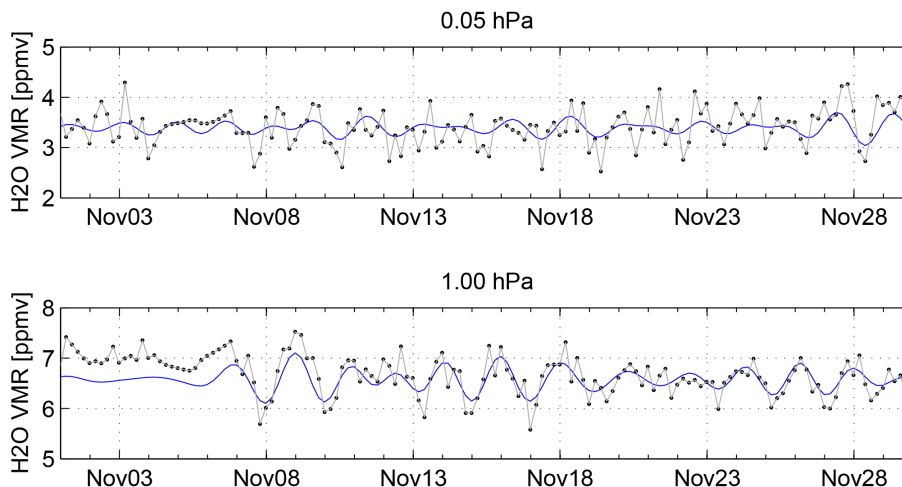 0.05 hPa
H2O VMR [ppmv]
5
4
3
2
Nov03 Nov08 Nov13 Nov18 Nov23 Nov28
1.00 hPa
H2O VMR [ppmv]
8
7
6
5
Nov03 Nov08 Nov13 Nov18 Nov23 Nov28